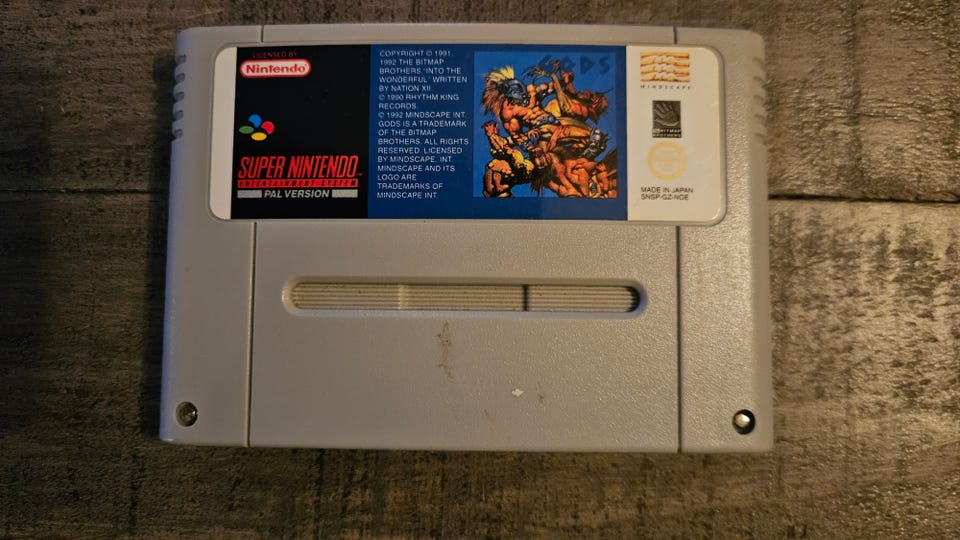 LICENSED BY
Nintendo
SUPER NINTENDO
ENTERTAINMENT SYSTEM
PAL VERSION
COPYRIGHT © 1991,
1992 THE BITMAP
BROTHERS. 'INTO THE
WONDERFUL' WRITTEN
BY NATION XII.
© 1990 RHYTHM KING
RECORDS.
© 1992 MINDSCAPE INT.
GODS IS A TRADEMARK
OF THE BITMAP
BROTHERS. ALL RIGHTS
RESERVED. LICENSED
BY MINDSCAPE, INT.
MINDSCAPE AND ITS
LOGO ARE
TRADEMARKS OF
MINDSCAPE INT.
GODS
MINDSCAPE
BITMAP
BROTHERS
MADE IN JAPAN
SNSP-GZ-NOE